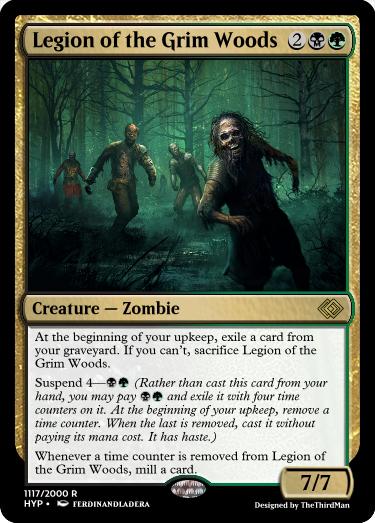 Legion of the Grim Woods 2
Creature — Zombie
At the beginning of your upkeep, exile a card from
your graveyard. If you can't, sacrifice Legion of the
Grim Woods.
Suspend 4— (Rather than cast this card from your
hand, you may pay and exile it with four time
counters on it. At the beginning of your upkeep, remove
a time counter. When the last is removed, cast it without
paying its mana cost. It has haste.)
Whenever a time counter is removed from Legion of
the Grim Woods, mill a card.
7/7
1117/2000 R
HYP • FERDINANDLADERA
Designed by TheThirdMan